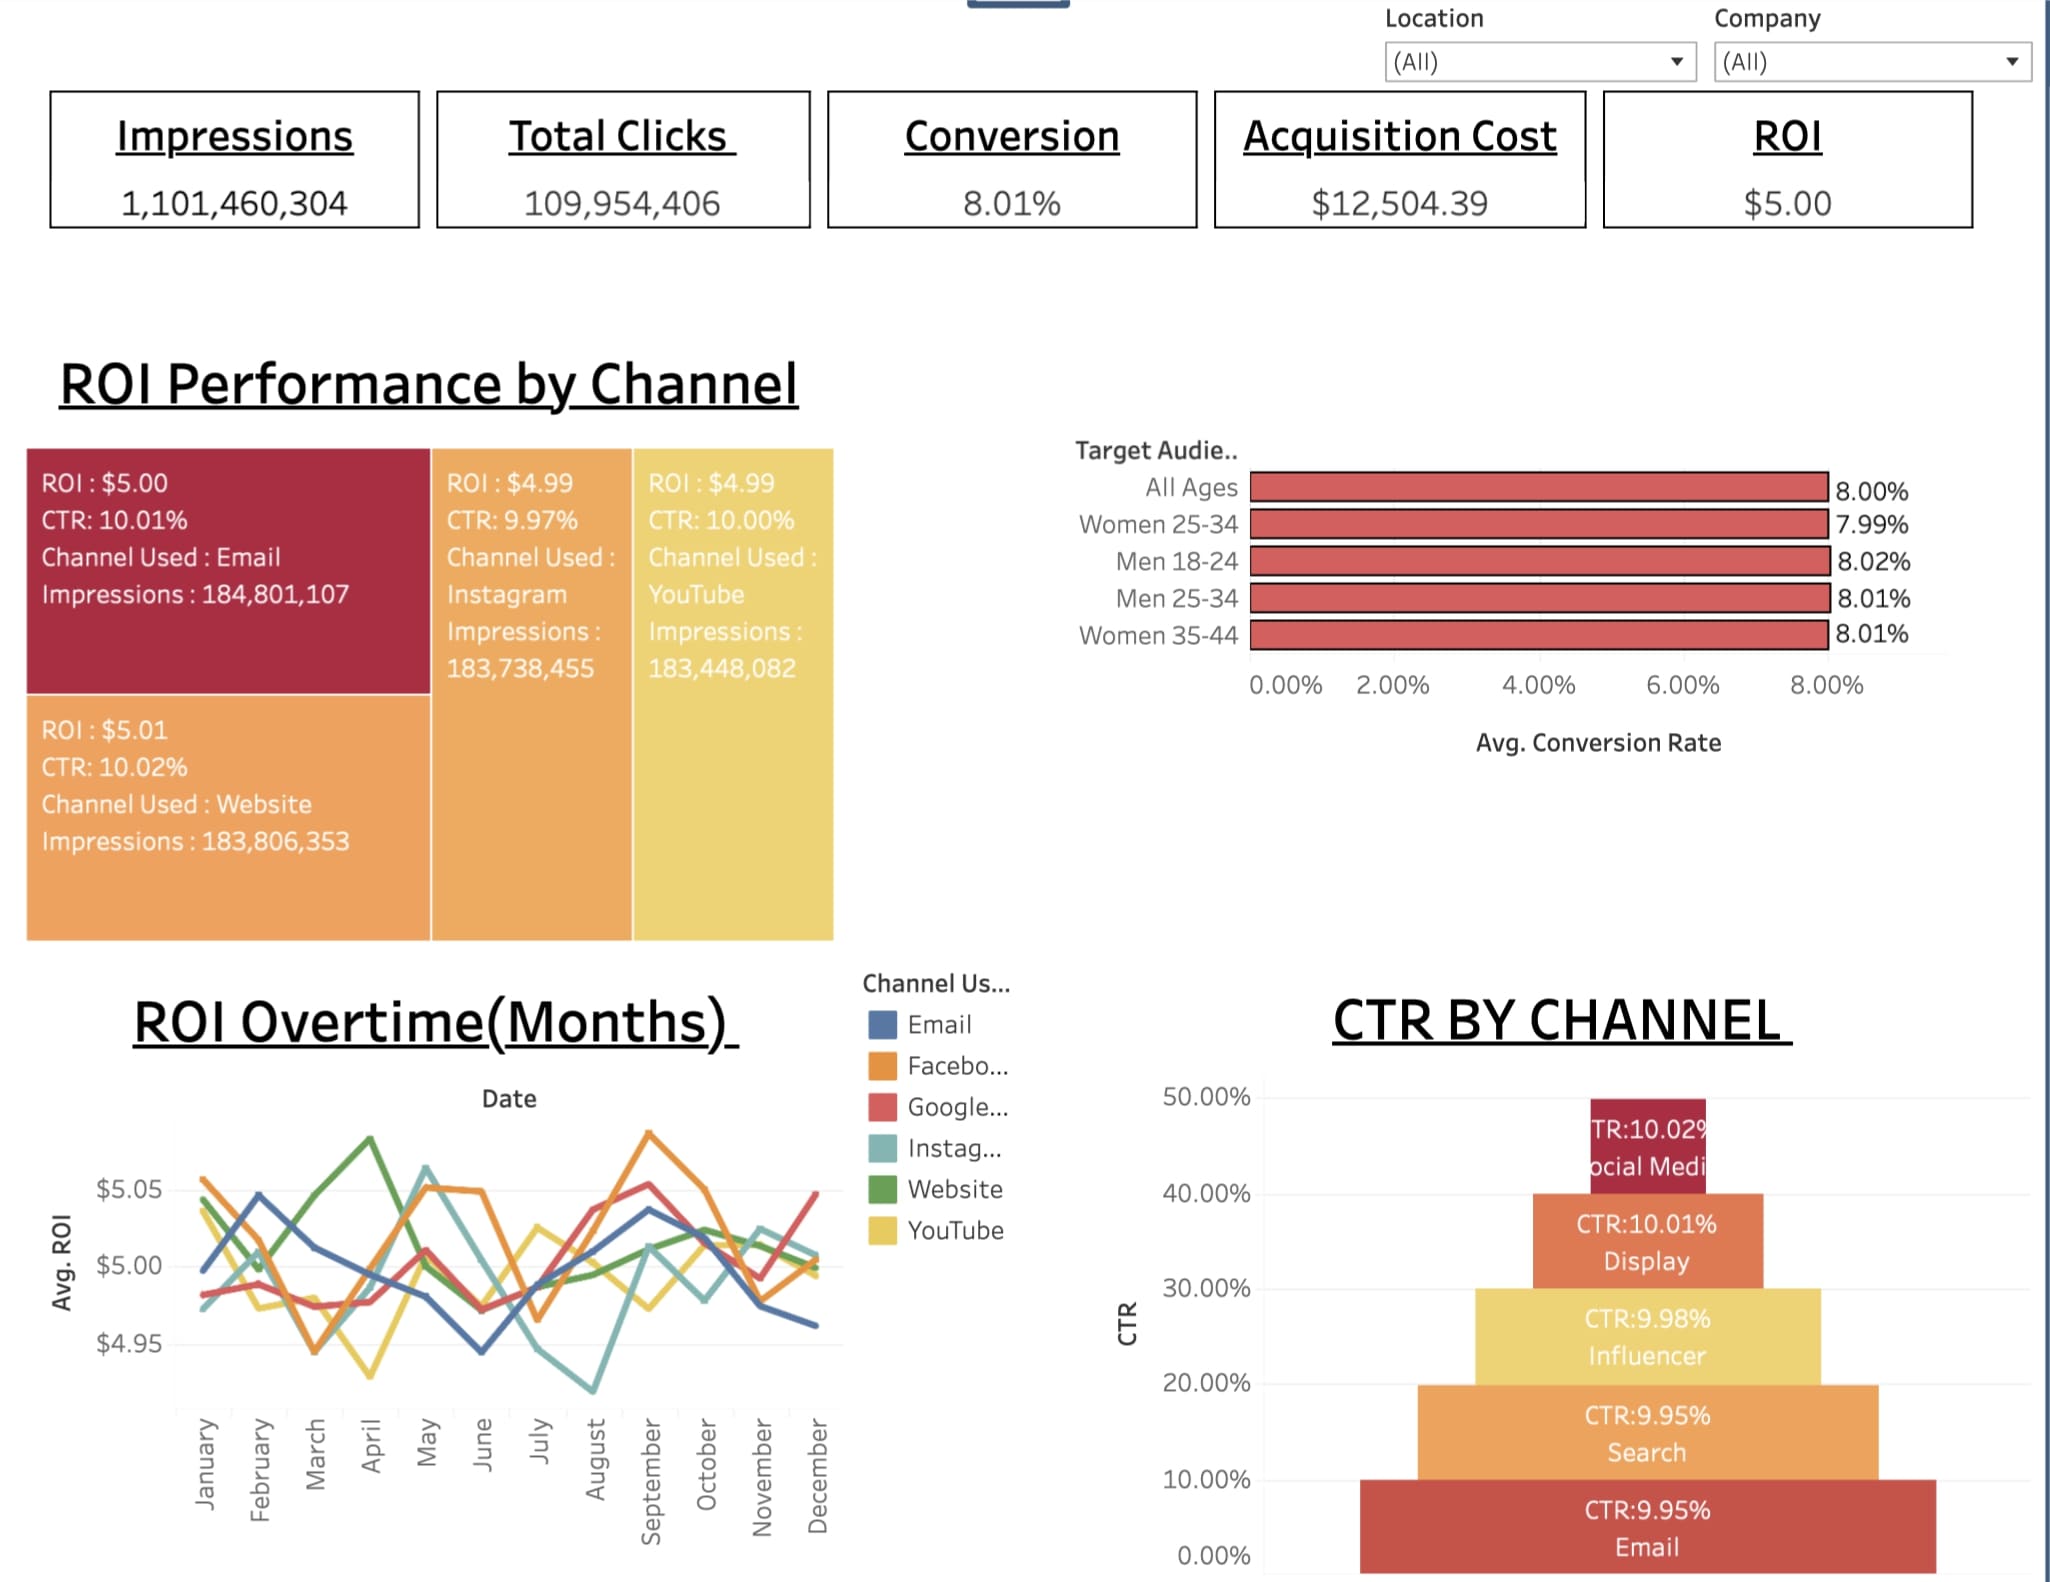 Location
Company
(All)
(All)
Impressions
1,101,460,304
Total Clicks
109,954,406
Conversion
8.01%
Acquisition Cost
$12,504.39
ROI
$5.00
ROI Performance by Channel
ROI : $5.00
CTR: 10.01%
Channel Used : Email
Impressions : 184,801,107
ROI : $5.01
CTR: 10.02%
Channel Used : Website
Impressions : 183,806,353
ROI : $4.99
CTR: 9.97%
Channel Used :
Instagram
Impressions :
183,738,455
ROI : $4.99
CTR: 10.00%
Channel Used :
YouTube
Impressions :
183,448,082
Target Audie..
All Ages
8.00%
Women 25-34
7.99%
Men 18-24
8.02%
Men 25-34
8.01%
Women 35-44
8.01%
0.00% 2.00% 4.00% 6.00% 8.00%
Avg. Conversion Rate
ROI Overtime(Months)
Date
Avg. ROI
$5.05
$5.00
$4.95
January
February
March
April
May
June
July
August
September
October
November
December
Channel Us...
Email
Facebo...
Google...
Instag...
Website
YouTube
CTR BY CHANNEL
CTR
50.00%
40.00%
30.00%
20.00%
10.00%
0.00%
TR:10.02%
ocial Medi
CTR:10.01%
Display
CTR:9.98%
Influencer
CTR:9.95%
Search
CTR:9.95%
Email